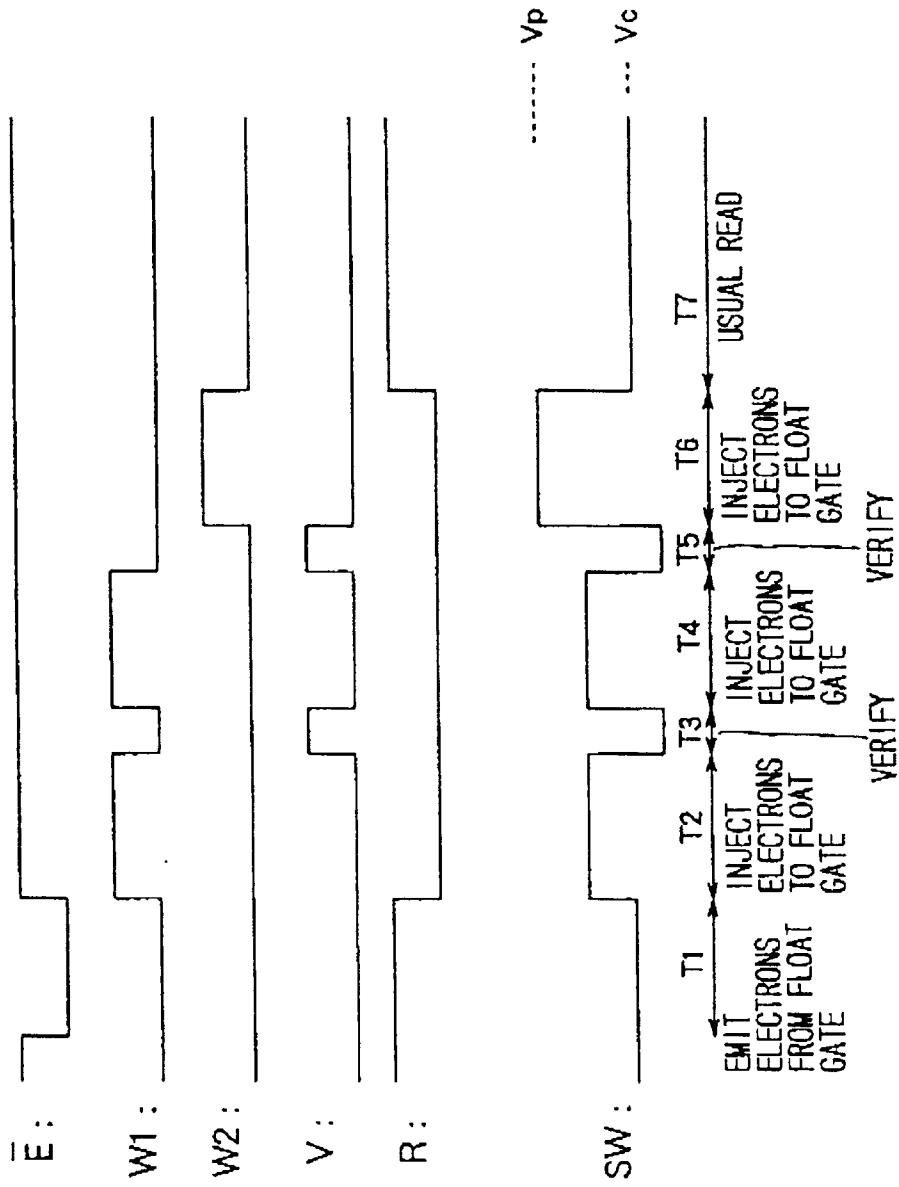 E :
W1 :
W2 :
V :
R :
Vp
Vc
SW :
T1
T2
T3
T4
T5
T6
T7
EMIT
ELECTRONS
FROM FLOAT
GATE
INJECT
ELECTRONS
TO FLOAT
GATE
VERIFY
INJECT
ELECTRONS
TO FLOAT
GATE
VERIFY
INJECT
ELECTRONS
TO FLOAT
GATE
USUAL READ